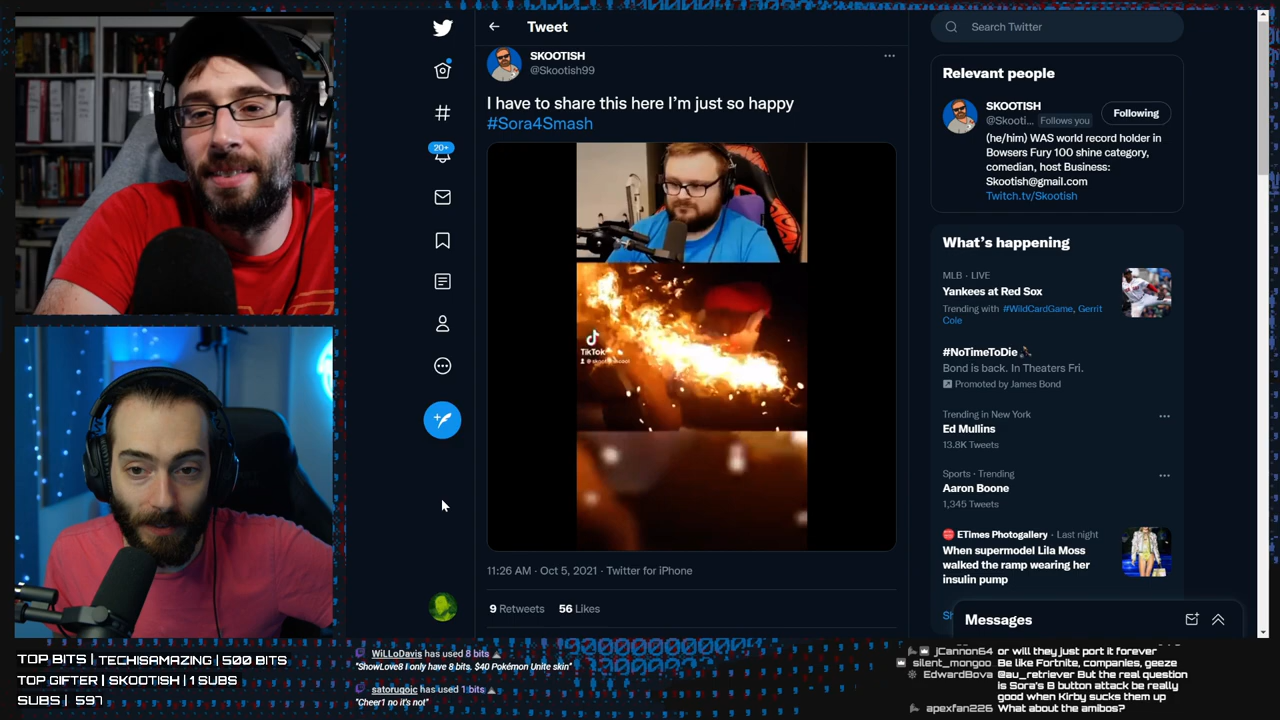 Tweet
SKOOTISH
@Skootish99
I have to share this here I'm just so happy
#Sora4Smash
TikTok
11:26 AM · Oct 5, 2021 · Twitter for iPhone
9 Retweets 56 Likes
20+
Search Twitter
Relevant people
SKOOTISH
@Skooti... Follows you
Following
(he/him) WAS world record holder in
Bowsers Fury 100 shine category,
comedian, host Business:
Skootish@gmail.com
Twitch.tv/Skootish
What's happening
MLB · LIVE
Yankees at Red Sox
Trending with #WildCardGame, Gerrit
Cole
#NoTimeToDie
Bond is back. In Theaters Fri.
Promoted by James Bond
Trending in New York
Ed Mullins
13.8K Tweets
Sports · Trending
Aaron Boone
1,345 Tweets
ETimes Photogallery · Last night
When supermodel Lila Moss
walked the ramp wearing her
insulin pump
Messages
TOP BITS | TECHISAMAZING | 500 BITS
TOP GIFTER | SKOOTISH | 1 SUBS
SUBS | 597
WiLLoDavis has used 8 bits
"ShowLove8 I only have 8 bits. $40 Pokémon Unite skin"
satoruqoic has used 1 bits
"Cheer1 no it's not"
jCannon64 or will they just port it forever
silent_mongoo Be like Fortnite, companies, geeze
EdwardBova @au_retriever But the real question
is Sora's B button attack be really
long when Kirby sucks them up
apexfan226 What about the amibos?